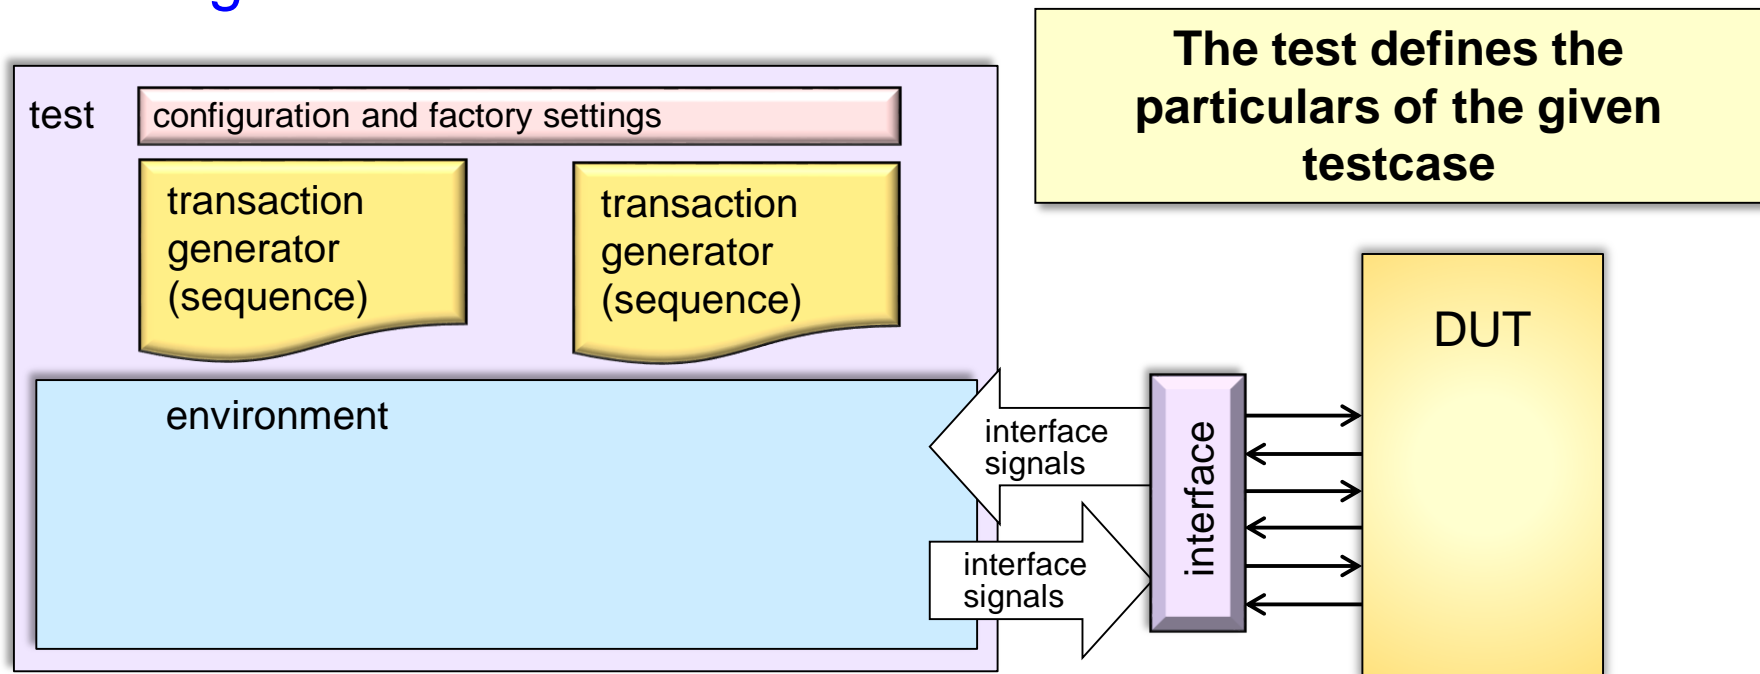 The test defines the
particulars of the given
testcase
test
configuration and factory settings
transaction
generator
(sequence)
transaction
generator
(sequence)
DUT
environment
interface
signals
interface
interface
signals